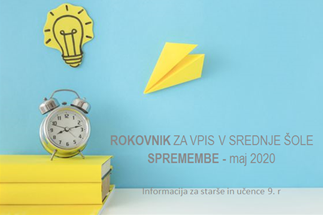 ROKOVNIK ZA VPIS V SREDNJE ŠOLE
SPREMEMBE - maj 2020
Informacija za starše in učence 9. r